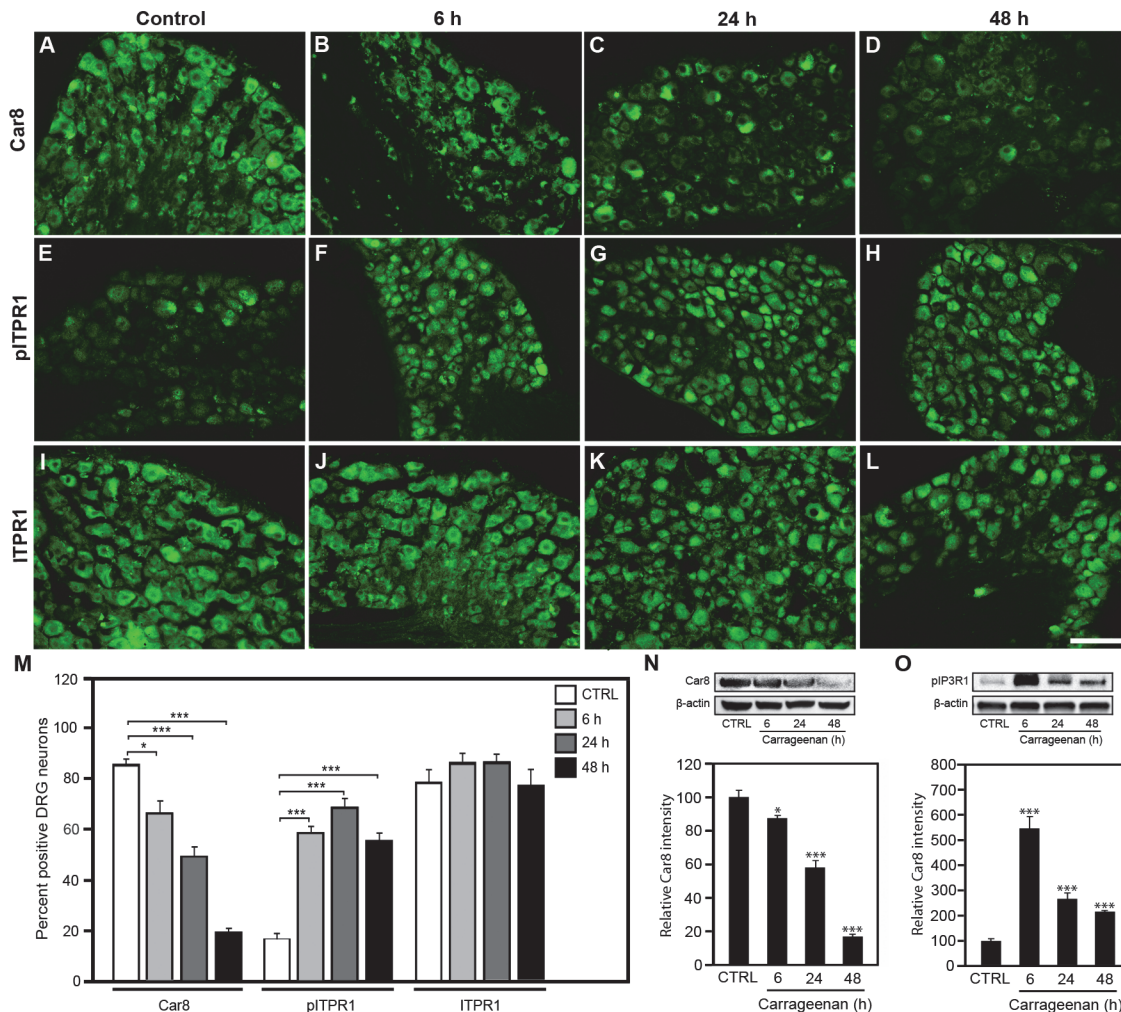 Control 6 h 24 h 48 h
Car8
A B C D
pITPR1
E F G H
ITPR1
I J K L
M
Percent positive DRG neurons
120
100
80
60
40
20
0
CTRL
6 h
24 h
48 h
*** 
***
*
***
***
***
Car8 pITPR1 ITPR1
N
Car8
β-actin
CTRL 6 24 48
Carrageenan (h)
Relative Car8 intensity
120
100
80
60
40
20
0
*
***
***
CTRL 6 24 48
Carrageenan (h)
O
pIP3R1
β-actin
CTRL 6 24 48
Carrageenan (h)
Relative Car8 intensity
800
700
600
500
400
300
200
100
0
***
***
***
CTRL 6 24 48
Carrageenan (h)